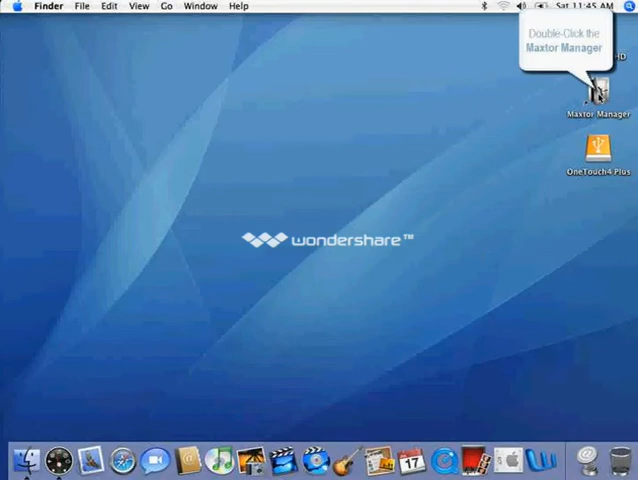 Finder File Edit View Go Window Help Sat 11:45 AM
Double-Click the
Maxtor Manager
HD
Maxtor Manager
OneTouch4 Plus
wondershare™
17